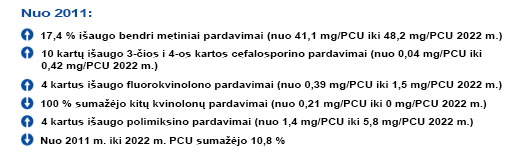 Nuo 2011:
17,4 % išaugo bendri metiniai pardavimai (nuo 41,1 mg/PCU iki 48,2 mg/PCU 2022 m.)
10 kartų išaugo 3-čios i 4-os kartos cefalosporino pardavimai (nuo 0,04 mg/PCU iki
0,42 mg/PCU 2022 m.)
4 kartus išaugo fluorokvinolono pardavimai (nuo 0,39 mg/PCU iki 1,5 mg/PCU 2022 m.)
100 % sumažėjo kitų kvinolonų pardavimai (nuo 0,21 mg/PCU iki 0 mg/PCU 2022 m.)
4 kartus išaugo polimiksino pardavimai (nuo 1,4 mg/PCU iki 5,8 mg/PCU 2022 m.)
Nuo 2011 m. iki 2022 m. PCU sumažėjo 10,8 %